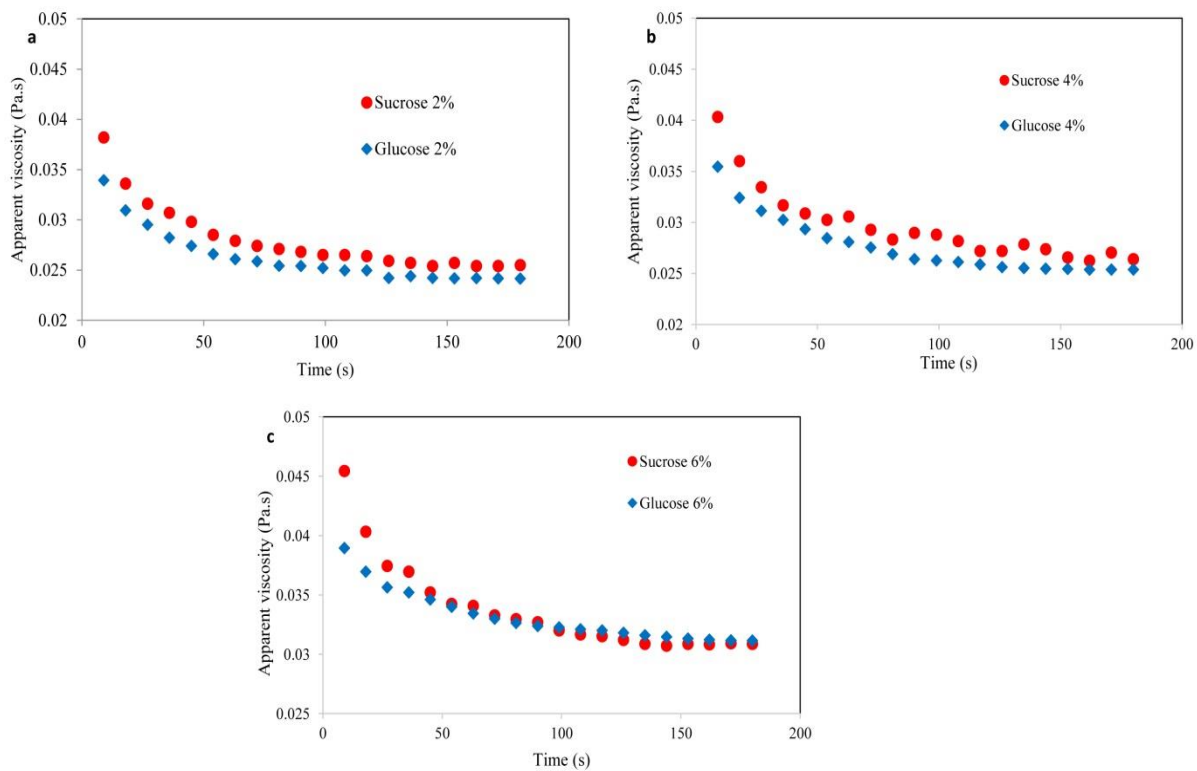 a
0.05
0.04
0.035
0.03
0.025
0.02
Apparent viscosity (Pa.s)
Sucrose 2%
Glucose 2%
0
50
100
150
200
Time (s)
b
0.05
0.045
0.04
0.035
0.03
0.025
0.02
Apparent viscosity (Pa.s)
Sucrose 4%
Glucose 4%
0
50
100
150
200
Time (s)
c
0.05
0.045
0.04
0.035
0.03
0.025
Apparent viscosity (Pa.s)
Sucrose 6%
Glucose 6%
0
50
100
150
200
Time (s)